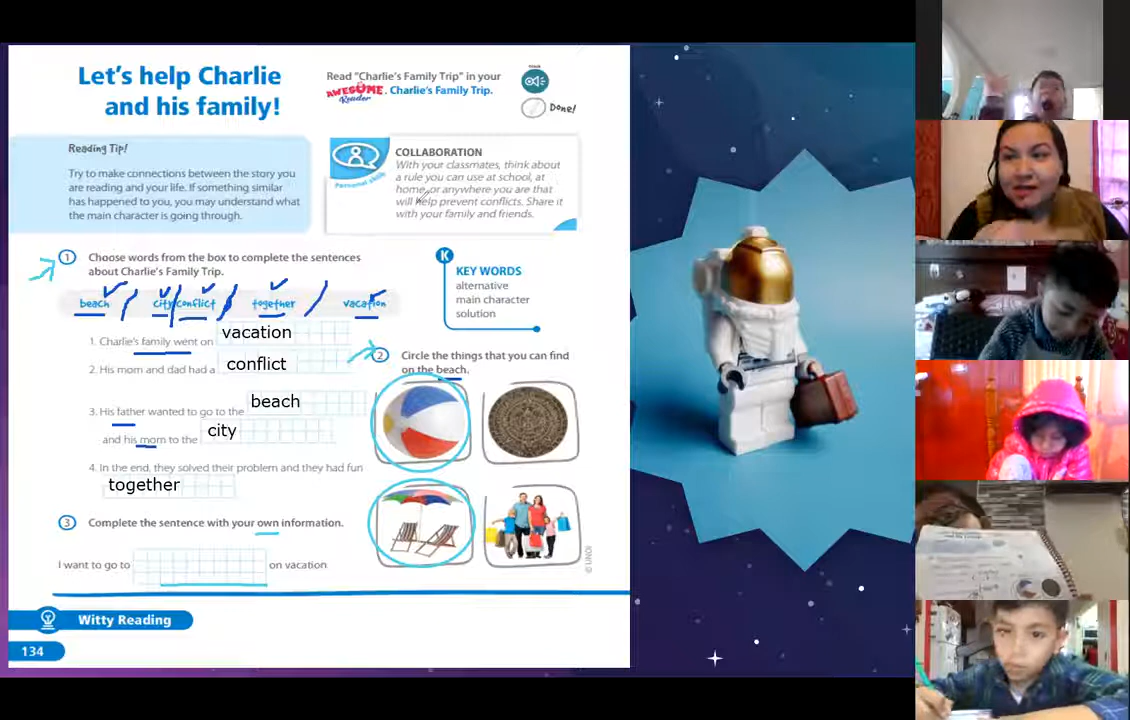 Let's help Charlie
and his family!
Read "Charlie's Family Trip" in your
AWESOME Reader. Charlie's Family Trip.
Done!
Reading Tip!
Try to make connections between the story you
are reading and your life. If something similar
has happened to you, you may understand what
the main character is going through.
Personal skills
COLLABORATION
With your classmates, think about
a rule you can use at school, at
home, or anywhere you are that
will help prevent conflicts. Share it
with your family and friends.
1 Choose words from the box to complete the sentences
about Charlie's Family Trip.
beach city conflict together vacation
1. Charlie's family went on vacation
2. His mom and dad had a conflict
3. His father wanted to go to the beach
and his mom to the city
4. In the end, they solved their problem and they had fun
together
K
KEY WORDS
alternative
main character
solution
2 Circle the things that you can find
on the beach.
3 Complete the sentence with your own information.
I want to go to on vacation
© UNOi
Witty Reading
134